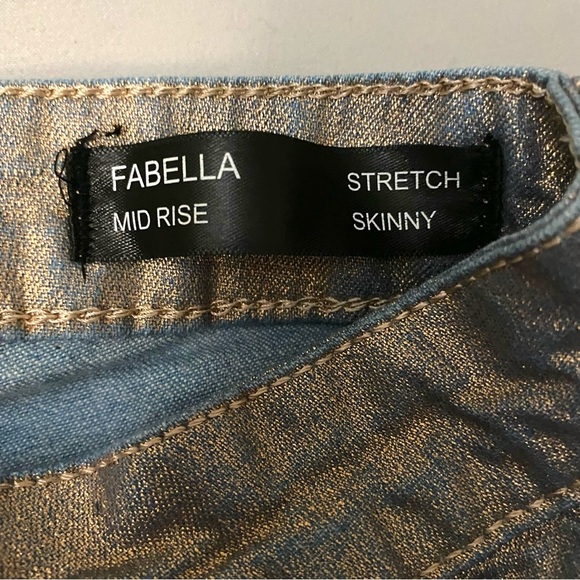 FABELLA
MID RISE
STRETCH
SKINNY